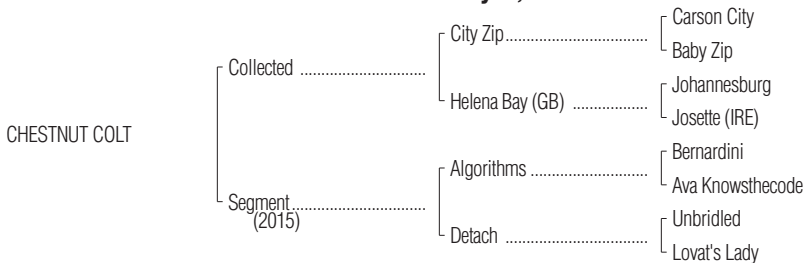 Carson City
City Zip
Baby Zip
Collected
Johannesburg
Helena Bay (GB)
Josette (IRE)
CHESTNUT COLT
Bernardini
Algorithms
Ava Knowsthecode
Segment
(2015)
Unbridled
Detach
Lovat's Lady